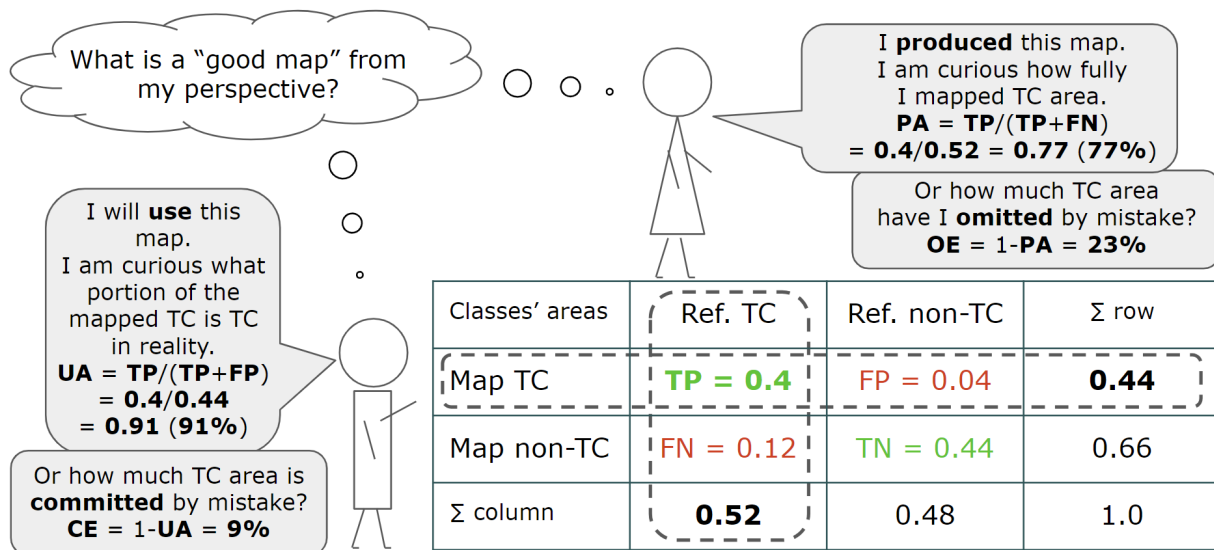 What is a “good map” from
my perspective?
I produced this map.
I am curious how fully
I mapped TC area.
PA = TP/(TP+FN)
= 0.4/0.52 = 0.77 (77%)
Or how much TC area
have I omitted by mistake?
OE = 1-PA = 23%
I will use this
map.
I am curious what
portion of the
mapped TC is TC
in reality.
UA = TP/(TP+FP)
= 0.4/0.44
= 0.91 (91%)
Or how much TC area is
committed by mistake?
CE = 1-UA = 9%
Classes’ areas Ref. TC Ref. non-TC Σ row
Map TC TP = 0.4 FP = 0.04 0.44
Map non-TC FN = 0.12 TN = 0.44 0.66
Σ column 0.52 0.48 1.0